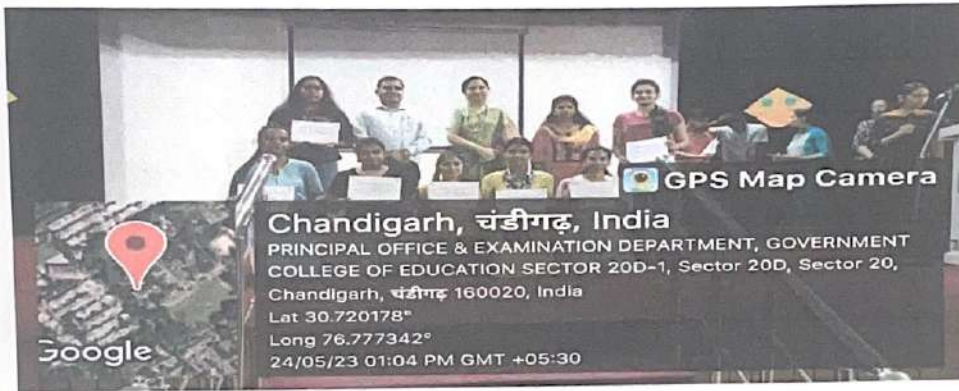 GPS Map Camera
Chandigarh, चंडीगढ़, India
PRINCIPAL OFFICE & EXAMINATION DEPARTMENT, GOVERNMENT
COLLEGE OF EDUCATION SECTOR 20D-1, Sector 20D, Sector 20,
Chandigarh, चंडीगढ़ 160020, India
Lat 30.720178°
Long 76.777342°
24/05/23 01:04 PM GMT +05:30
Google